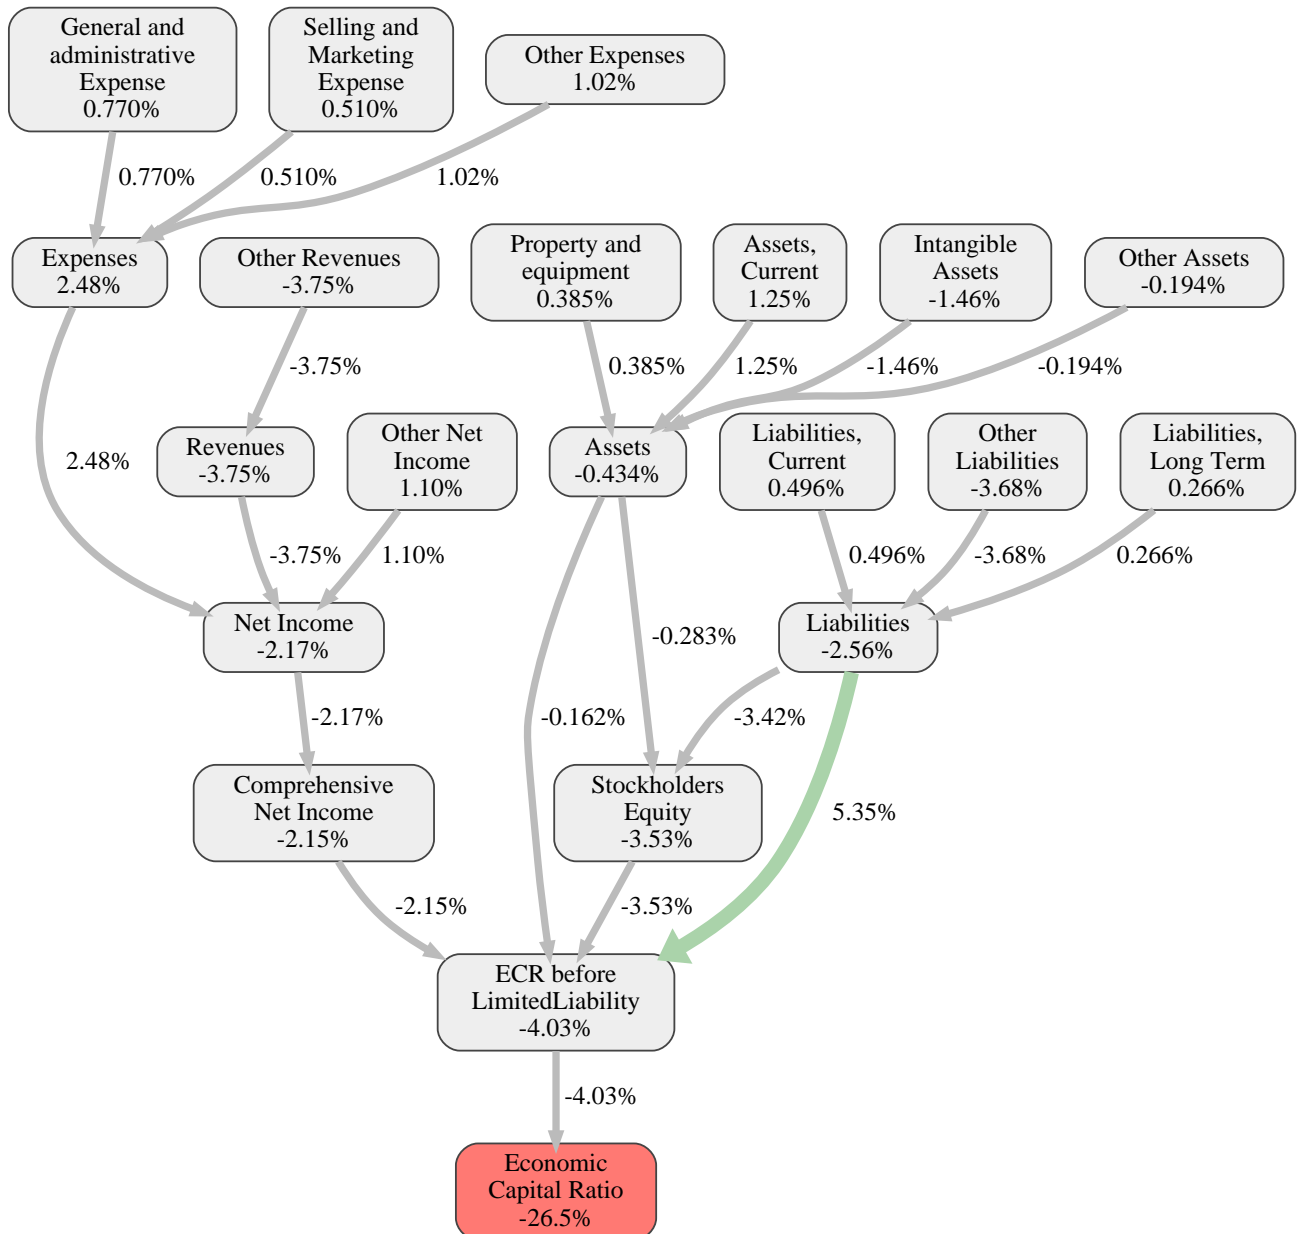 General and
administrative
Expense
0.770%
Selling and
Marketing
Expense
0.510%
Other Expenses
1.02%
0.770%
0.510%
1.02%
Expenses
2.48%
Other Revenues
-3.75%
Property and
equipment
0.385%
Assets,
Current
1.25%
Intangible
Assets
-1.46%
Other Assets
-0.194%
-3.75%
0.385%
1.25%
-1.46%
-0.194%
2.48%
Revenues
-3.75%
Other Net
Income
1.10%
Assets
-0.434%
Liabilities,
Current
0.496%
Other
Liabilities
-3.68%
Liabilities,
Long Term
0.266%
-3.75%
1.10%
0.496%
-3.68%
0.266%
Net Income
-2.17%
-0.283%
Liabilities
-2.56%
-2.17%
-0.162%
-3.42%
Comprehensive
Net Income
-2.15%
Stockholders
Equity
-3.53%
5.35%
-2.15%
-3.53%
ECR before
LimitedLiability
-4.03%
-4.03%
Economic
Capital Ratio
-26.5%